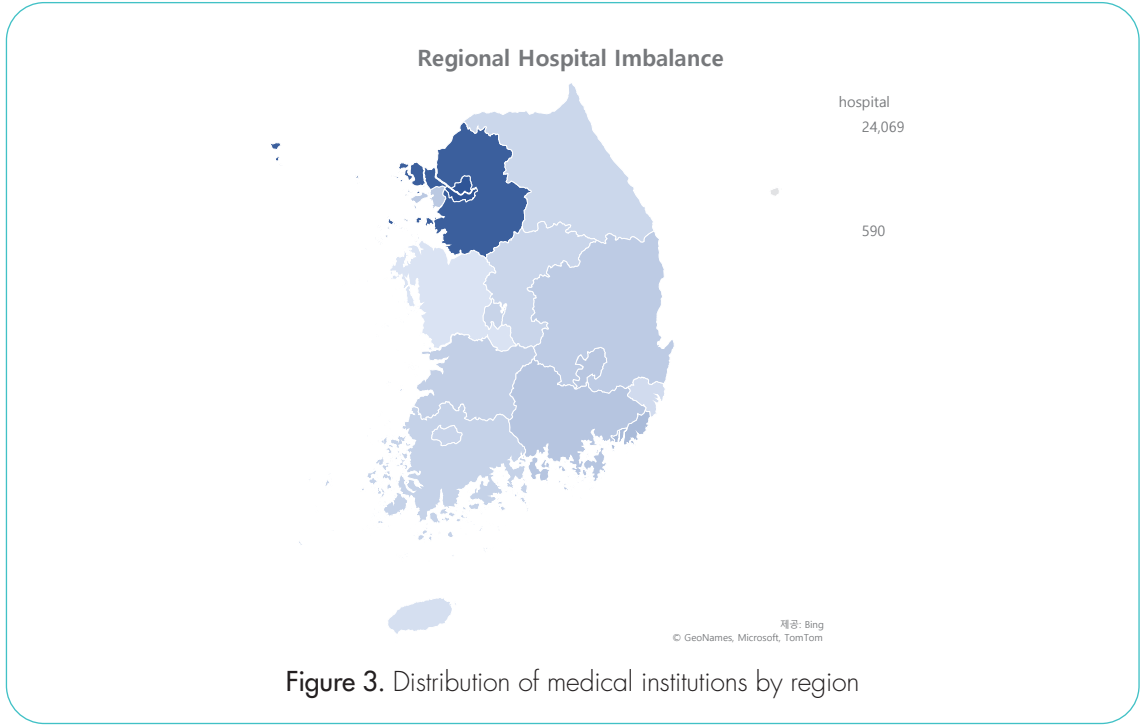 Regional Hospital Imbalance
hospital
24,069
590
제공: Bing
© GeoNames, Microsoft, TomTom
Figure 3. Distribution of medical institutions by region